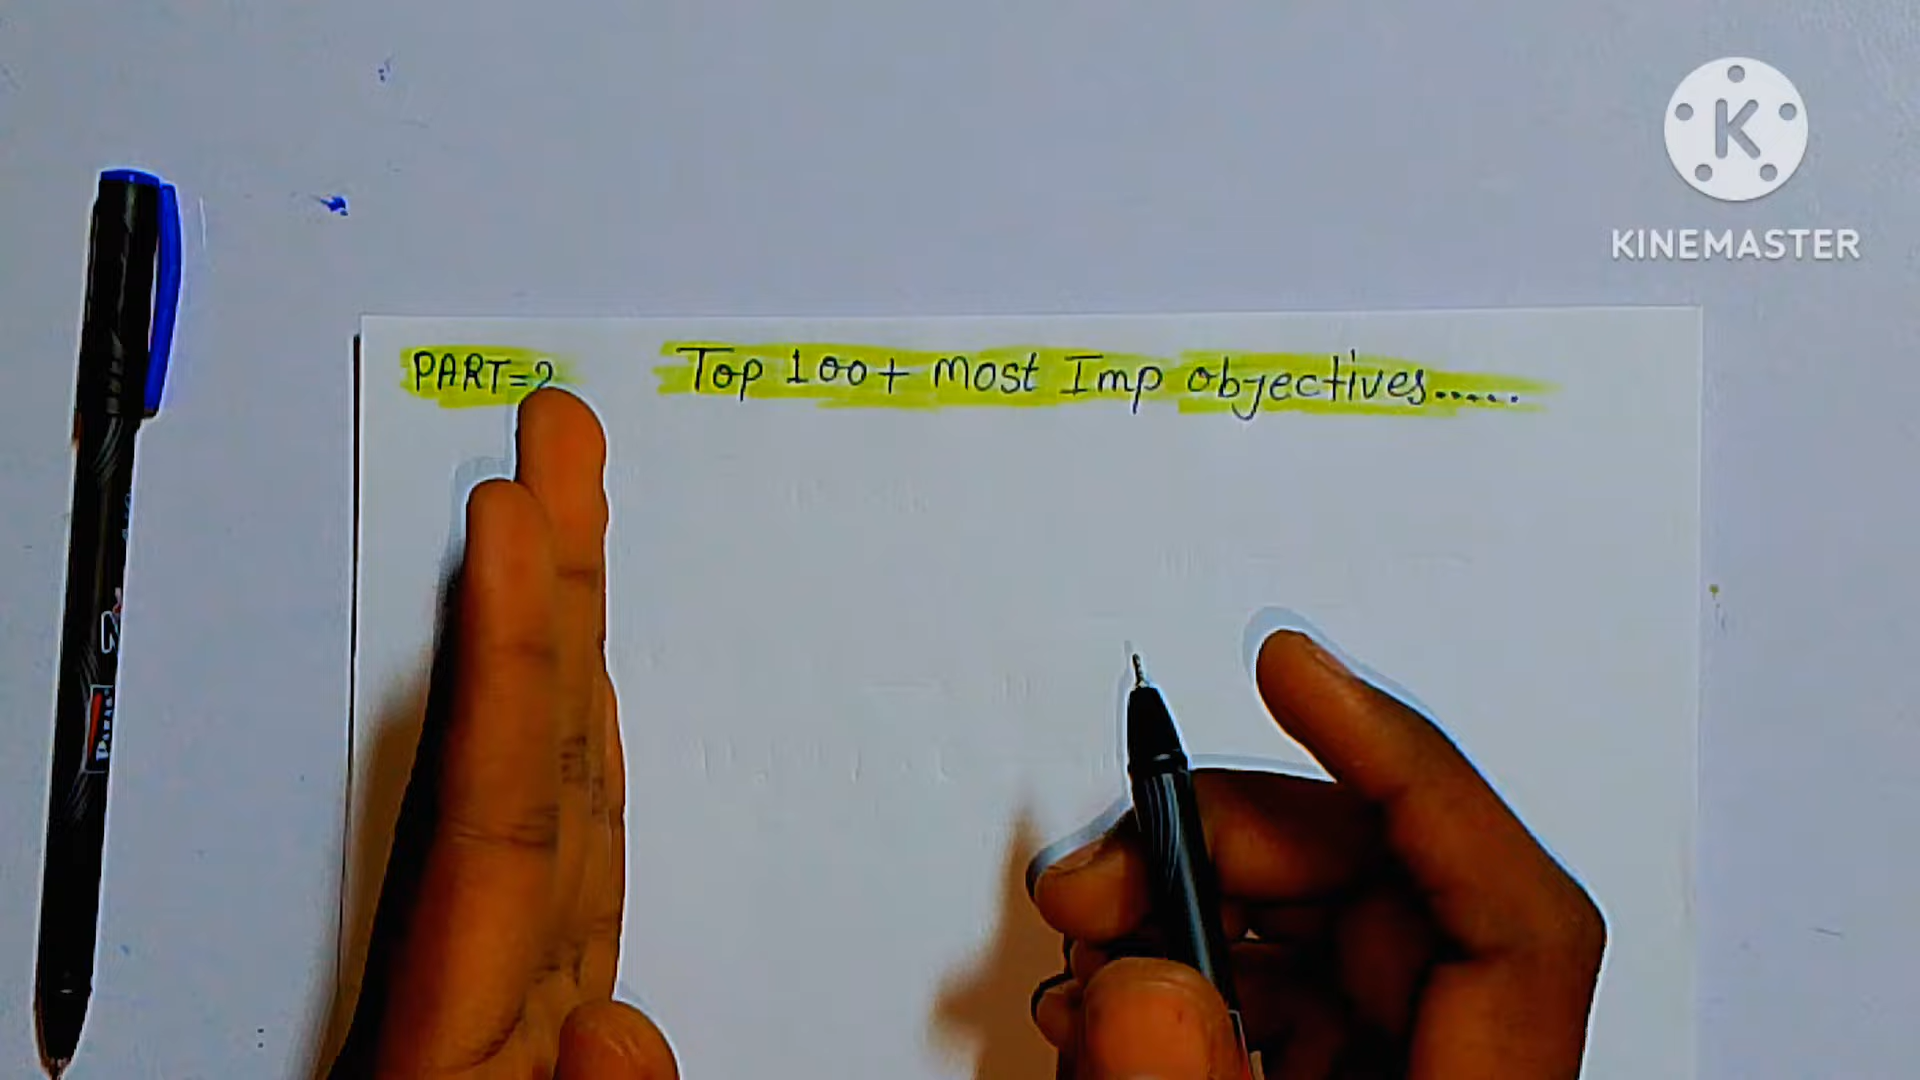 KINEMASTER
PART=2 Top 100+ most Imp objectives.....